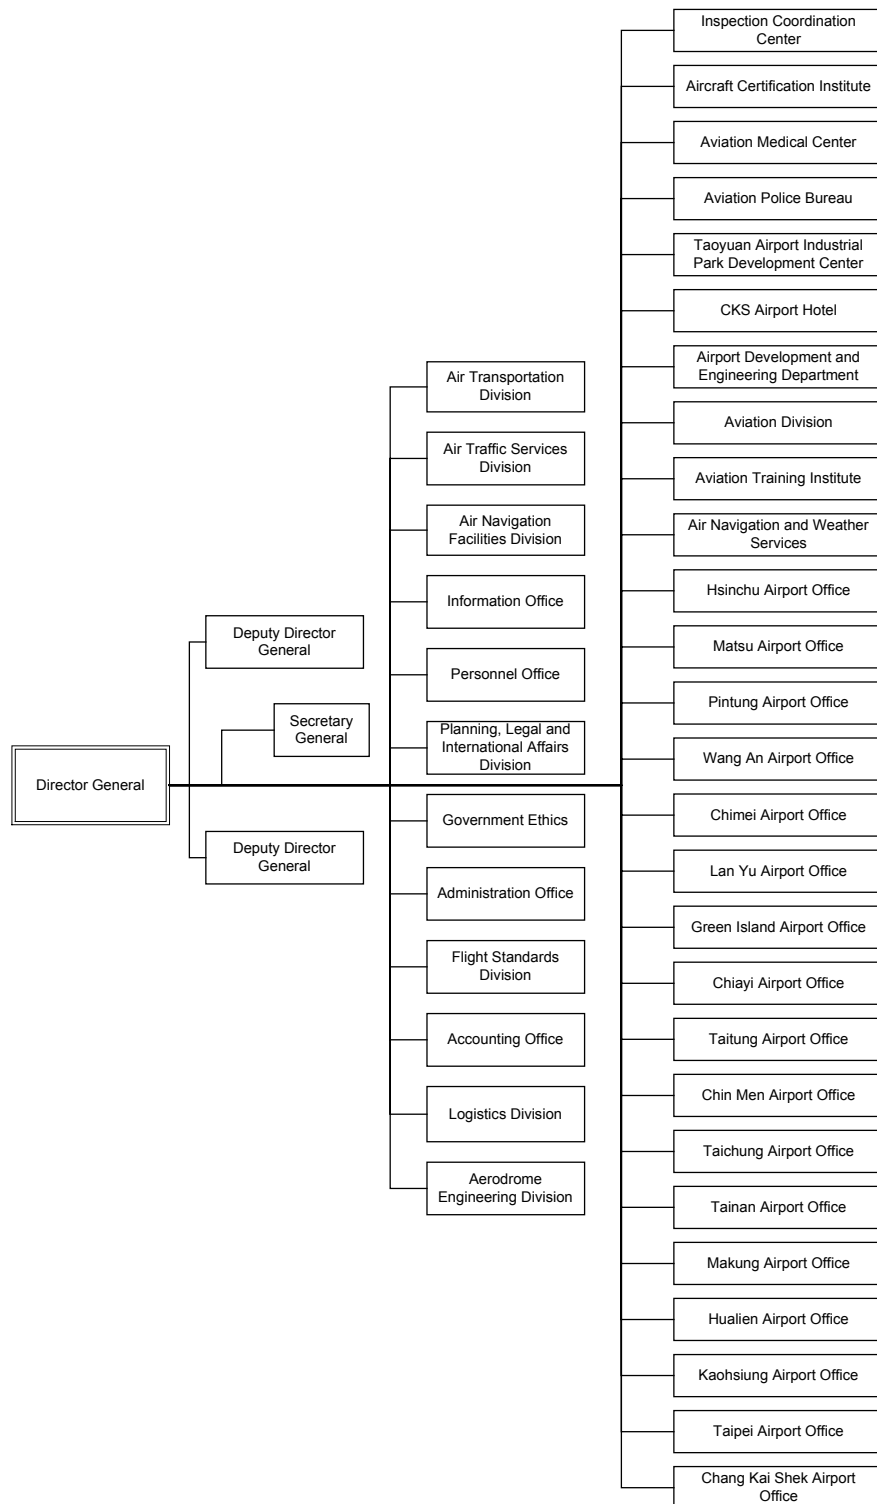 Director General
Deputy Director
General
Secretary
General
Deputy Director
General
Air Transportation
Division
Air Traffic Services
Division
Air Navigation
Facilities Division
Information Office
Personnel Office
Planning, Legal and
International Affairs
Division
Government Ethics
Administration Office
Flight Standards
Division
Accounting Office
Logistics Division
Aerodrome
Engineering Division
Inspection Coordination
Center
Aircraft Certification Institute
Aviation Medical Center
Aviation Police Bureau
Taoyuan Airport Industrial
Park Development Center
CKS Airport Hotel
Airport Development and
Engineering Department
Aviation Division
Aviation Training Institute
Air Navigation and Weather
Services
Hsinchu Airport Office
Matsu Airport Office
Pintung Airport Office
Wang An Airport Office
Chimei Airport Office
Lan Yu Airport Office
Green Island Airport Office
Chiayi Airport Office
Taitung Airport Office
Chin Men Airport Office
Taichung Airport Office
Tainan Airport Office
Makung Airport Office
Hualien Airport Office
Kaohsiung Airport Office
Taipei Airport Office
Chang Kai Shek Airport
Office